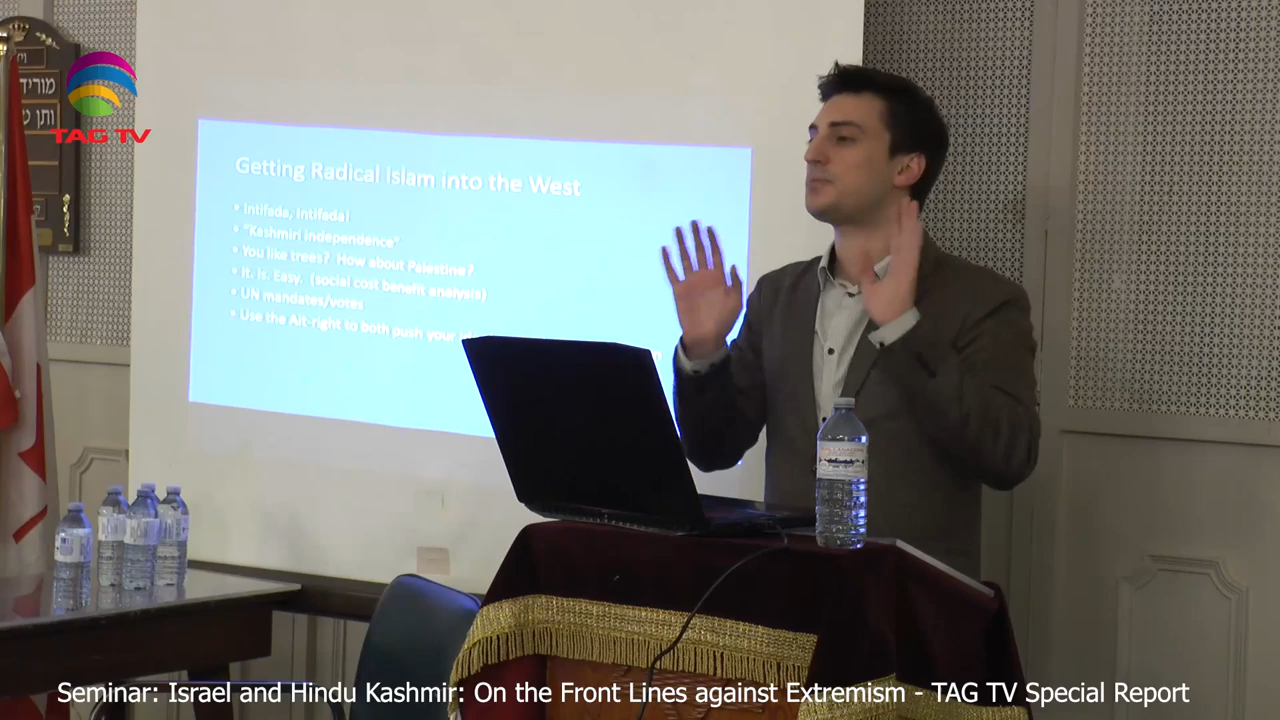 מוריד
ותן ט
TAG TV
Getting Radical Islam into the West
• Intifada, Intifada!
• "Kashmiri Independence"
• You like trees? How about Palestine?
• It. Is. Easy. (social cost benefit analysis)
• UN mandates/votes
• Use the Alt-right to both push your
Seminar: Israel and Hindu Kashmir: On the Front Lines against Extremism - TAG TV Special Report